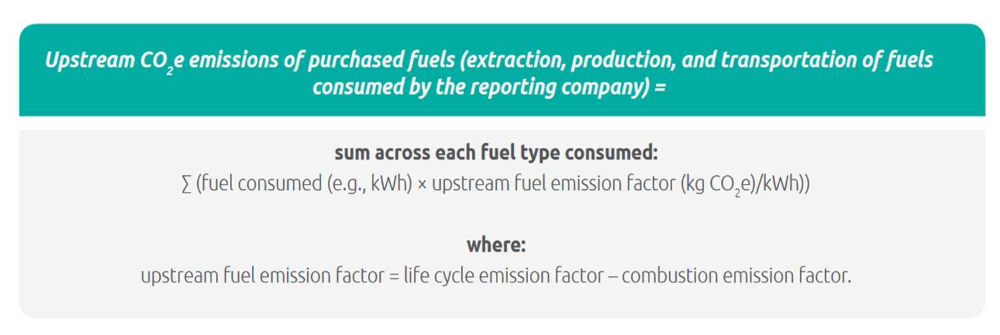 Upstream CO₂e emissions of purchased fuels (extraction, production, and transportation of fuels
consumed by the reporting company) =
sum across each fuel type consumed:
∑ (fuel consumed (e.g., kWh) × upstream fuel emission factor (kg CO₂e)/kWh))
where:
upstream fuel emission factor = life cycle emission factor – combustion emission factor.